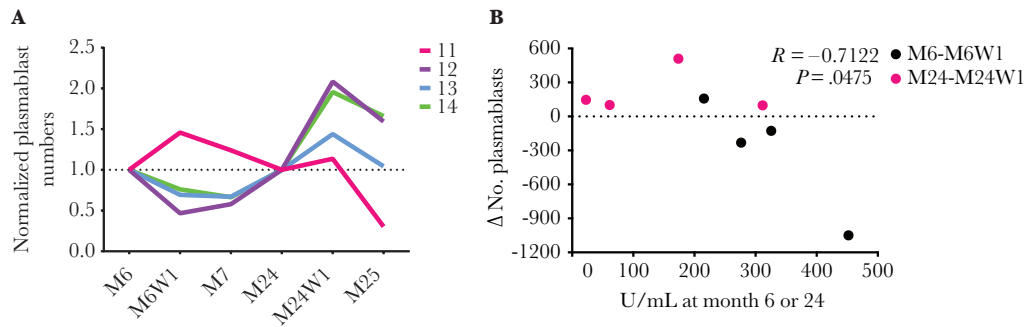 A
Normalized plasmablast
numbers
2.5
2.0
1.5
1.0
0.5
0.0
M6
M6W1
M7
M24
M24W1
M25
11
12
13
14
B
Δ No. plasmablasts
600
300
0
-300
-600
-900
-1200
0
100
200
300
400
500
U/mL at month 6 or 24
R = −0.7122
P = .0475
M6-M6W1
M24-M24W1